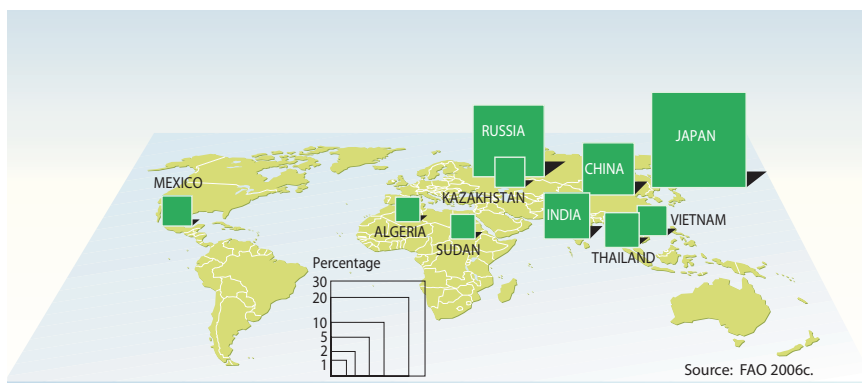 RUSSIA
JAPAN
CHINA
MEXICO
KAZAKHSTAN
INDIA
VIETNAM
ALGERIA
SUDAN
THAILAND
Percentage
30
20
10
5
2
1
Source: FAO 2006c.